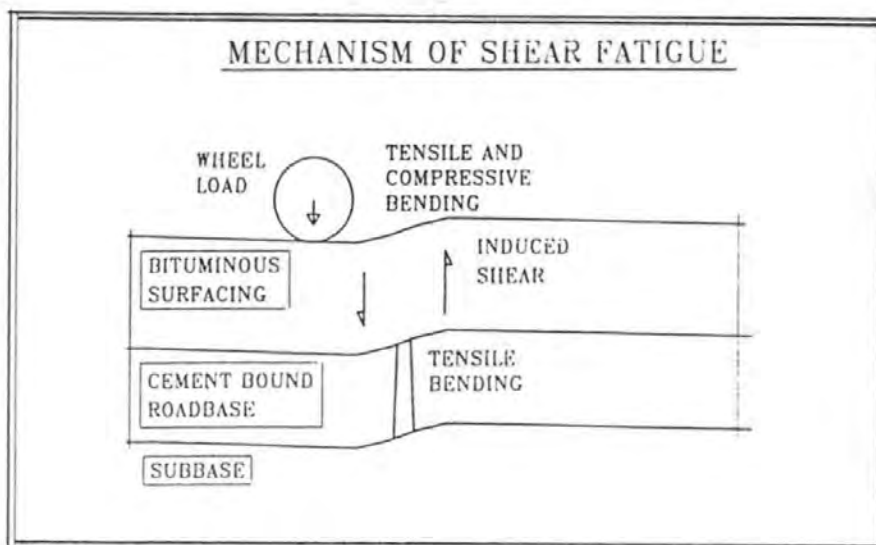 MECHANISM OF SHEAR FATIGUE
WHEEL
LOAD
TENSILE AND
COMPRESSIVE
BENDING
INDUCED
SHEAR
BITUMINOUS
SURFACING
TENSILE
BENDING
CEMENT BOUND
ROADBASE
SUBBASE